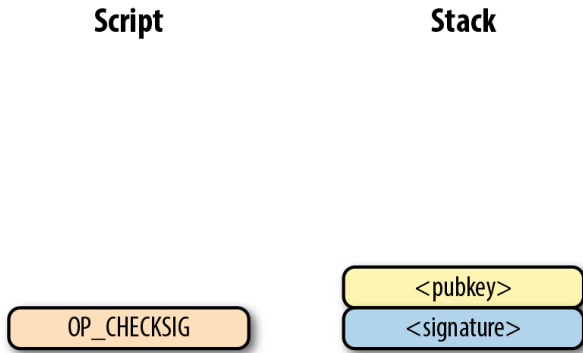 Script
Stack
<pubkey>
OP_CHECKSIG
<signature>